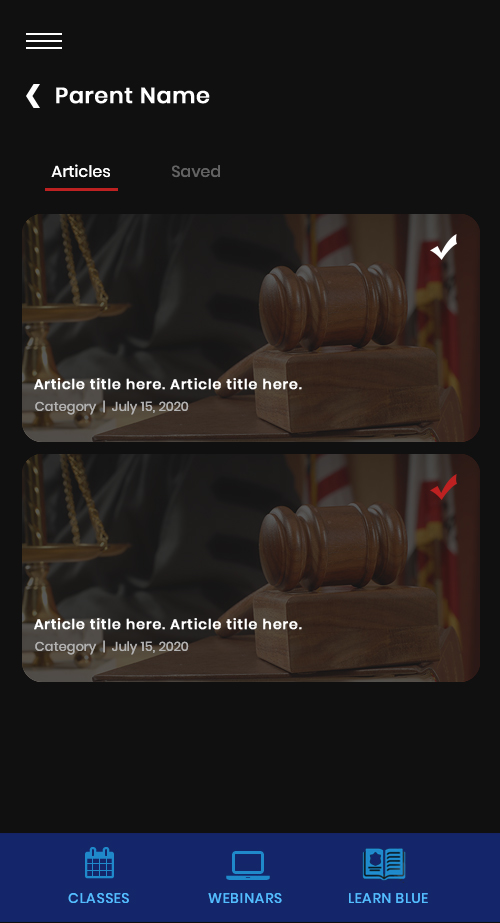 Parent Name
Articles Saved
Article title here. Article title here.
Category | July 15, 2020
Article title here. Article title here.
Category | July 15, 2020
CLASSES WEBINARS LEARN BLUE